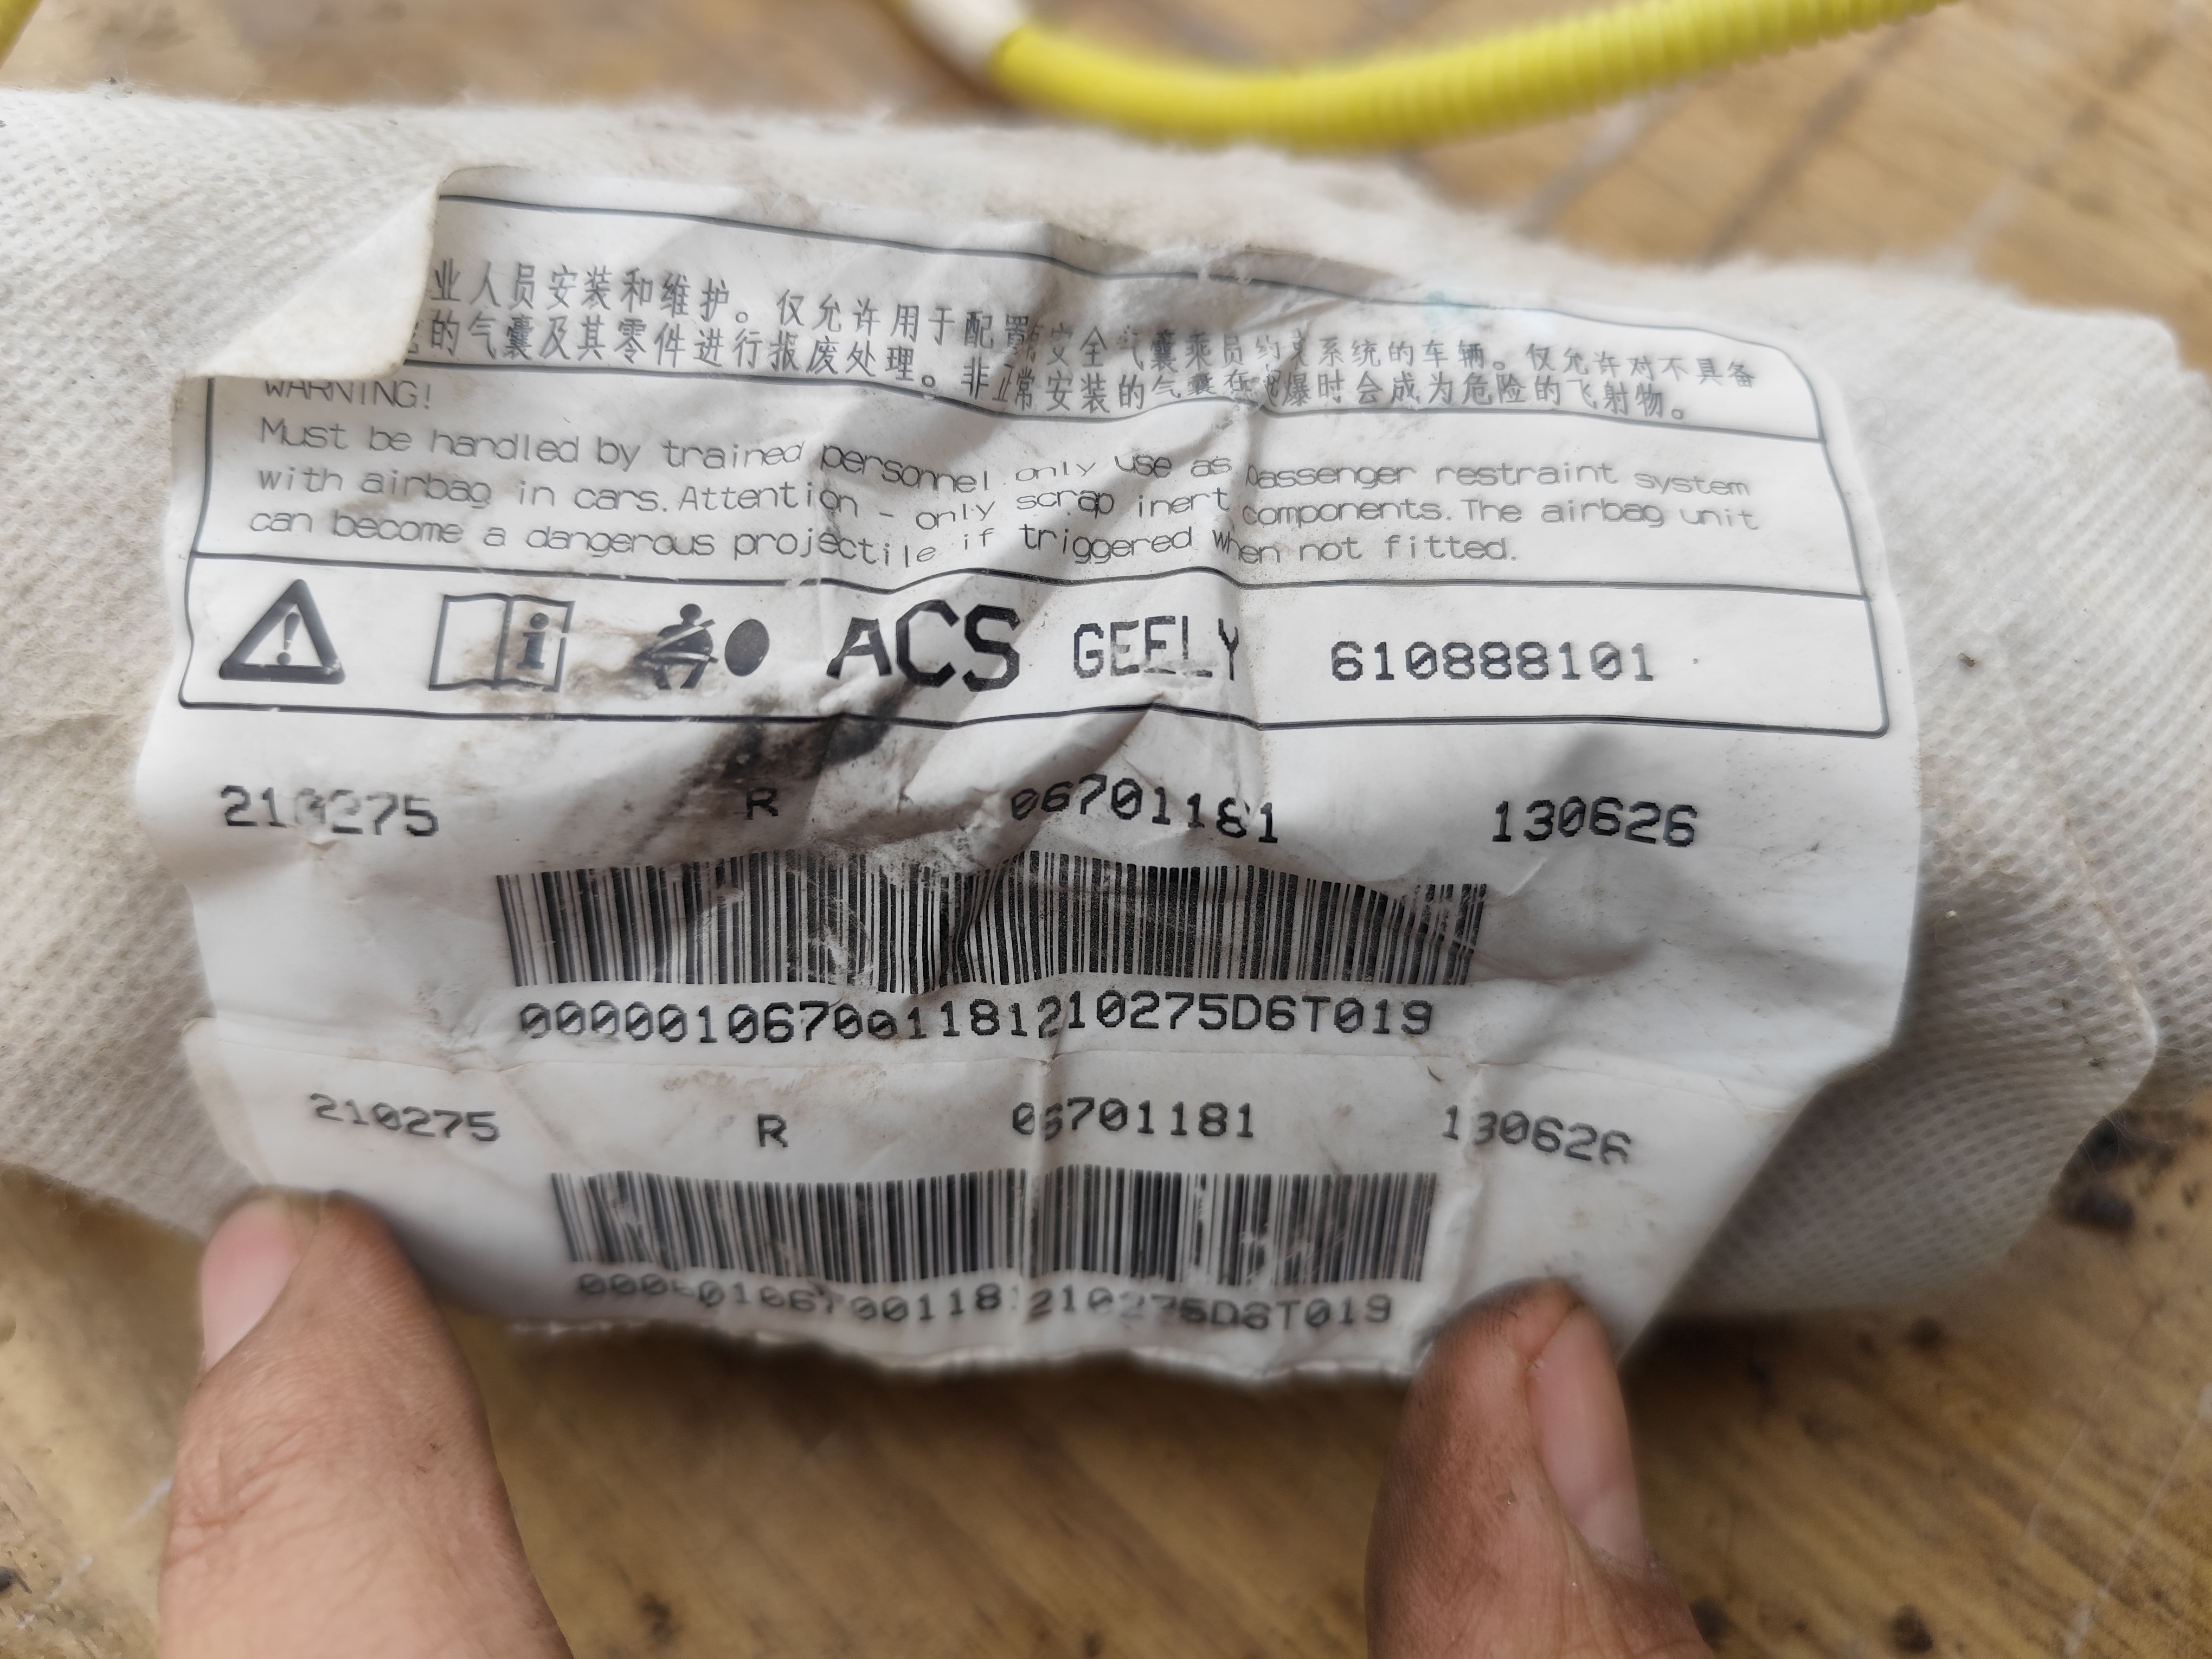 业人员安装和维护。仅允许用于配置 安全气囊乘员约束系统的车辆。仅允许对不具备
的气囊及其零件进行报废处理。非正常安装的气囊在 爆时会成为危险的飞射物。
WARNING!
Must be handled by trained personnel only use as passenger restraint system
with airbag in cars. Attention - only scrap inert components. The airbag unit
can become a dangerous projectile if triggered when not fitted.
ACS GEELY 610888101
210275 R 06701181 130626
000001067001181210275D6T019
210275 R 06701181 130626
000001067001181210275D6T019